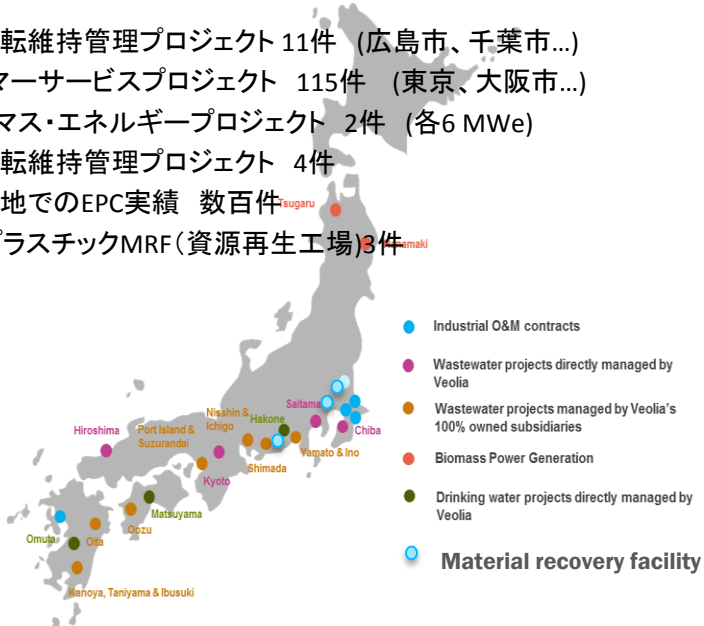 転維持管理プロジェクト 11件 (広島市、千葉市...)
マーサービスプロジェクト 115件 (東京、大阪市...)
マス・エネルギープロジェクト 2件 (各6 MWe)
転維持管理プロジェクト 4件
地でのEPC実績 数百件
プラスチックMRF(資源再生工場)3件
Tsugaru
Industrial O&M contracts
Wastewater projects directly managed by
Veolia
Wastewater projects managed by Veolia's
100% owned subsidiaries
Biomass Power Generation
Drinking water projects directly managed by
Veolia
Material recovery facility
Saitama
Nisshin &
Ichigo
Hakone
Chiba
Hiroshima
Port Island &
Suzurandai
Yamato & Ino
Shimada
Kyoto
Matsuyama
Oozu
Omuta
Oita
Kanoya, Taniyama & Ibusuki